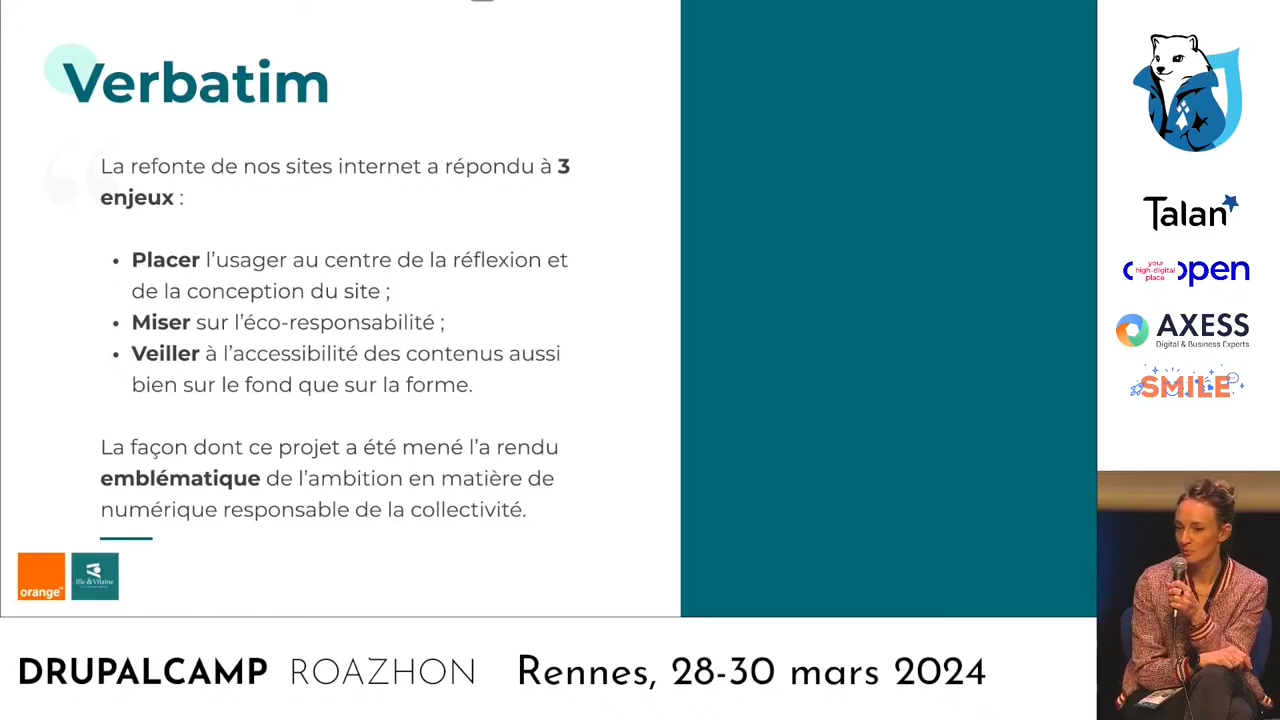 Verbatim
La refonte de nos sites internet a répondu à 3
enjeux :
• Placer l'usager au centre de la réflexion et
de la conception du site ;
• Miser sur l'éco-responsabilité ;
• Veiller à l'accessibilité des contenus aussi
bien sur le fond que sur la forme.
La façon dont ce projet a été mené l'a rendu
emblématique de l'ambition en matière de
numérique responsable de la collectivité.
orange™
Ille & Vilaine
Talan
your
high-digital
place
open
AXESS
Digital & Business Experts
SMILE
DRUPALCAMP ROAZHON Rennes, 28-30 mars 2024